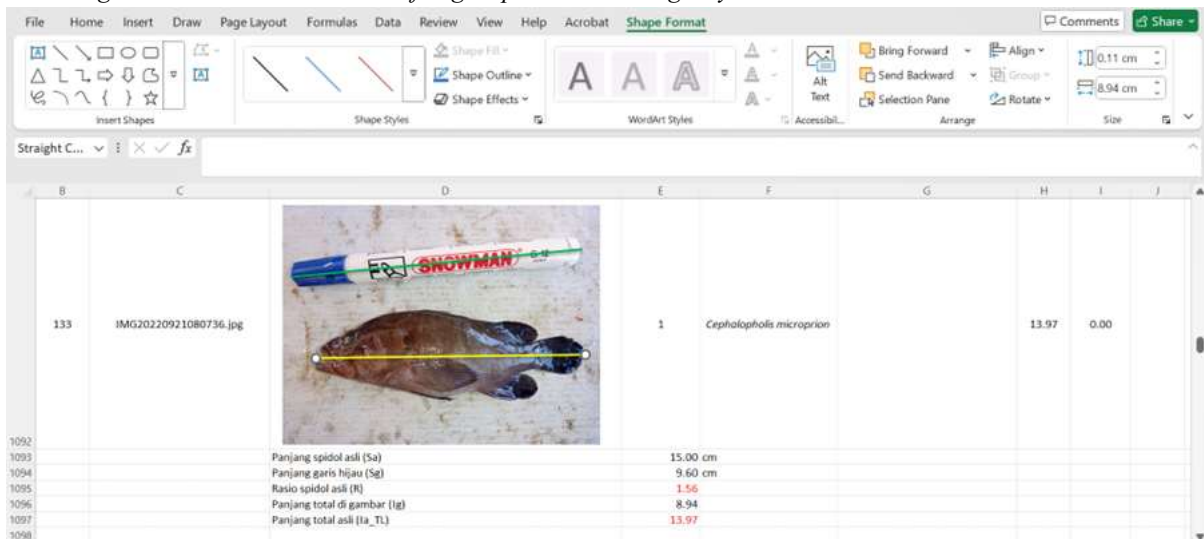 File Home Insert Draw Page Layout Formulas Data Review View Help Acrobat Shape Format Comments Share
Shape Fill
Shape Outline
Shape Effects
A A A
Alt Text
Bring Forward
Send Backward
Selection Pane
Align
Group
Rotate
0.11 cm
8.94 cm
Insert Shapes Shape Styles WordArt Styles Accessibil... Arrange Size
Straight C... fx
B C D E F G H I J
SNOWMAN
133 IMG20220921080736.jpg 1 Cephalopholis microprion 13.97 0.00
1092
1093 Panjang spidol asli (Sa) 15.00 cm
1094 Panjang garis hijau (Sg) 9.60 cm
1095 Rasio spidol asli (R) 1.56
1096 Panjang total di gambar (Ig) 8.94
1097 Panjang total asli (Ia_TL) 13.97
1098